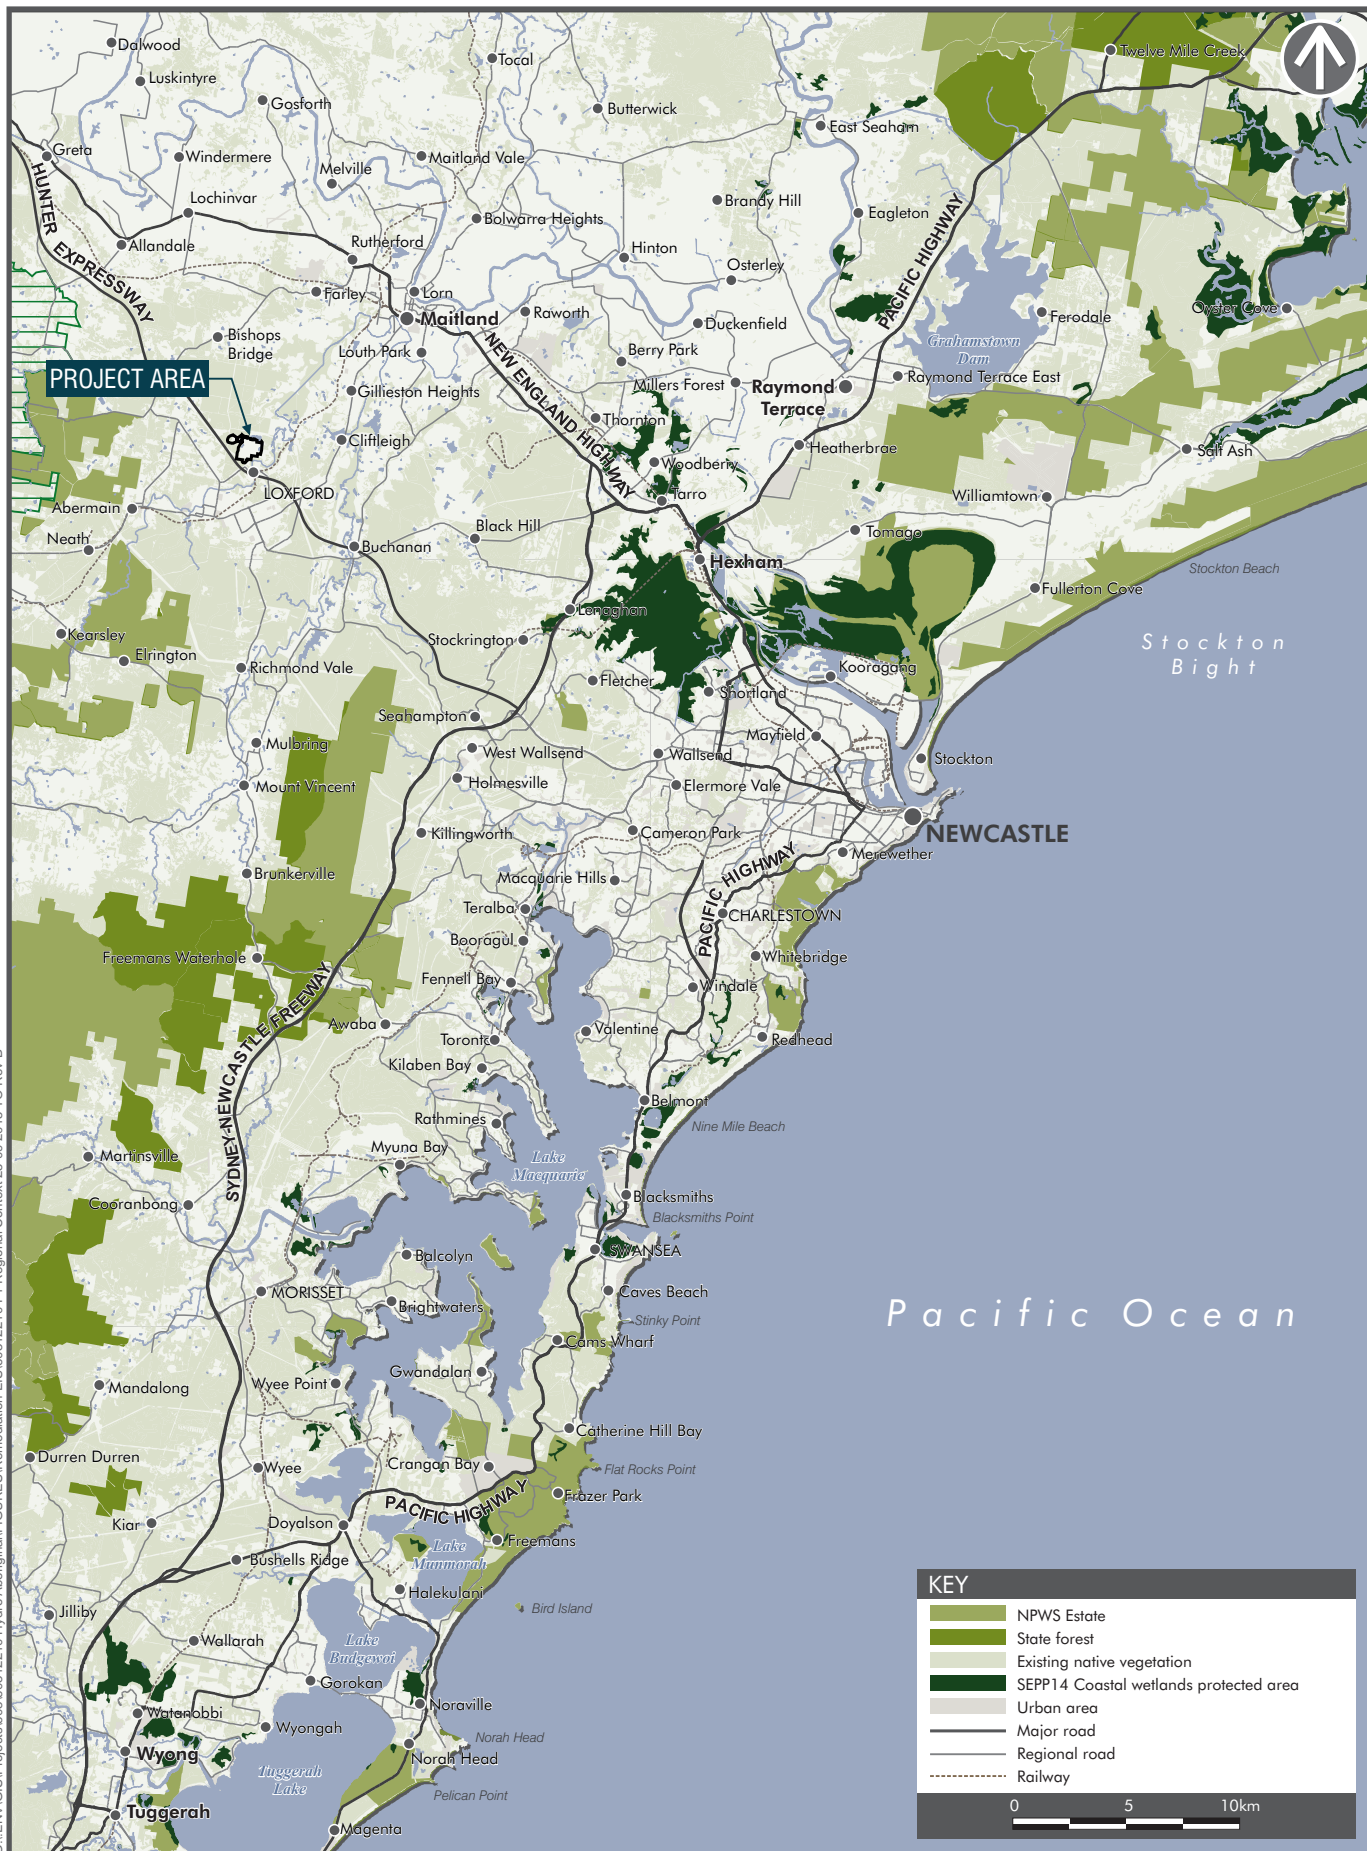 Dalwood
Tocal
Twelve Mile Creek
Luskintyre
Gosforth
Butterwick
East Seaham
Greta
Windermere
Melville
Maitland Vale
Lochinvar
Brandy Hill
Eagleton
Bolwarra Heights
HUNTER EXPRESSWAY
Allandale
Rutherford
Hinton
PACIFIC HIGHWAY
Osterley
Farley
Lorn
Maitland
Raworth
Duckenfield
Ferodale
Oyster Cove
Bishops
Bridge
Louth Park
NEW ENGLAND HIGHWAY
Berry Park
Grahamstown
Dam
PROJECT AREA
Gillieston Heights
Millers Forest
Raymond
Terrace
Raymond Terrace East
Thornton
Cliftleigh
Heatherbrae
Salt Ash
Woodberry
LOXFORD
Tarro
Williamtown
Abermain
Neath
Black Hill
Buchanan
Tomago
Hexham
Stockton Beach
Fullerton Cove
Lenaghan
Kearsley
Stockrington
Stockton
Bight
Elrington
Richmond Vale
Kooragang
Fletcher
Shortland
Seahampton
Mulbring
West Wallsend
Wallsend
Mayfield
Stockton
Mount Vincent
Holmesville
Elermore Vale
Killingworth
Cameron Park
NEWCASTLE
Merewether
Brunkerville
Macquarie Hills
PACIFIC HIGHWAY
Teralba
CHARLESTOWN
Booragul
Freemans Waterhole
Whitebridge
Fennell Bay
Windale
SYDNEY-NEWCASTLE FREEWAY
Awaba
Toronto
Valentine
Redhead
Kilaben Bay
Belmont
Rathmines
Nine Mile Beach
Martinsville
Myuna Bay
Lake
Macquarie
Cooranbong
Blacksmiths
Blacksmiths Point
Balcolyn
SWANSEA
MORISSET
Caves Beach
Brightwaters
Pacific Ocean
Stinky Point
Cams Wharf
Mandalong
Wyee Point
Gwandalan
Catherine Hill Bay
Durren Durren
Wyee
Crangan Bay
Flat Rocks Point
PACIFIC HIGHWAY
Frazer Park
Kiar
Doyalson
Freemans
Bushells Ridge
Lake
Munmorah
Halekulani
Jilliby
Bird Island
Wallarah
Lake
Budgewoi
Gorokan
Noraville
Watanobbi
Wyongah
Norah Head
Wyong
Norah Head
Tuggerah
Lake
Pelican Point
Tuggerah
Magenta
KEY
NPWS Estate
State forest
Existing native vegetation
SEPP14 Coastal wetlands protected area
Urban area
Major road
Regional road
Railway
0 5 10km